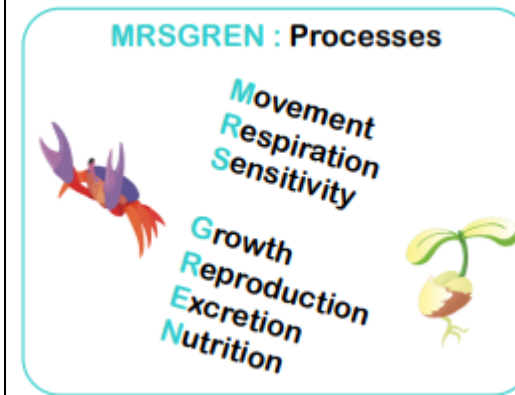 MRSGREN : Processes
Movement
Respiration
Sensitivity
Growth
Reproduction
Excretion
Nutrition